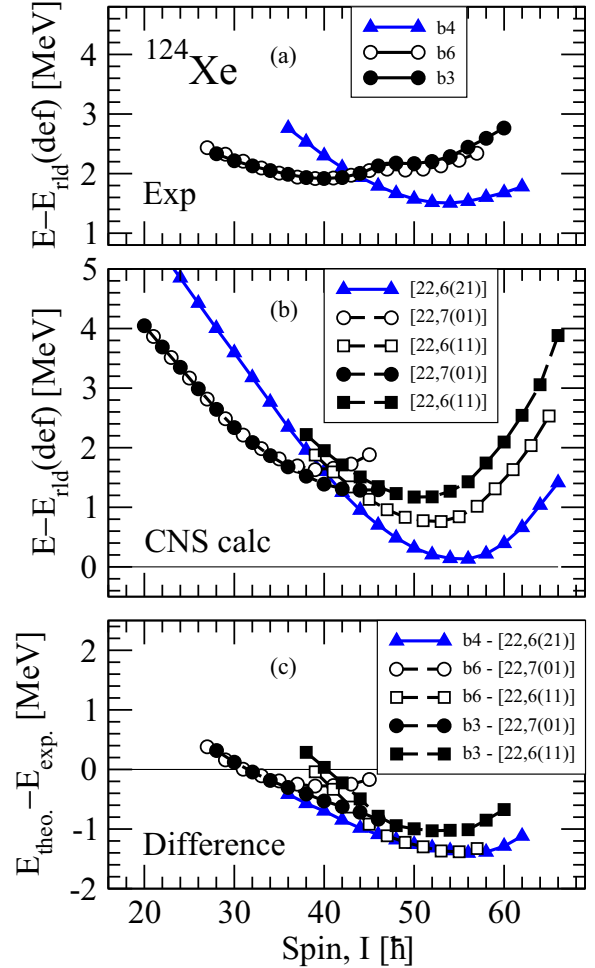 ¹²⁴Xe
(a)
b4
b6
b3
E−E_rld(def) [MeV]
4
3
2
1
Exp
(b)
[22,6(21)]
[22,7(01)]
[22,6(11)]
[22,7(01)]
[22,6(11)]
E−E_rld(def) [MeV]
5
4
3
2
1
0
CNS calc
(c)
b4 - [22,6(21)]
b6 - [22,7(01)]
b6 - [22,6(11)]
b3 - [22,7(01)]
b3 - [22,6(11)]
E_theo.−E_exp. [MeV]
2
1
0
-1
-2
Difference
20 30 40 50 60
Spin, I [ħ]